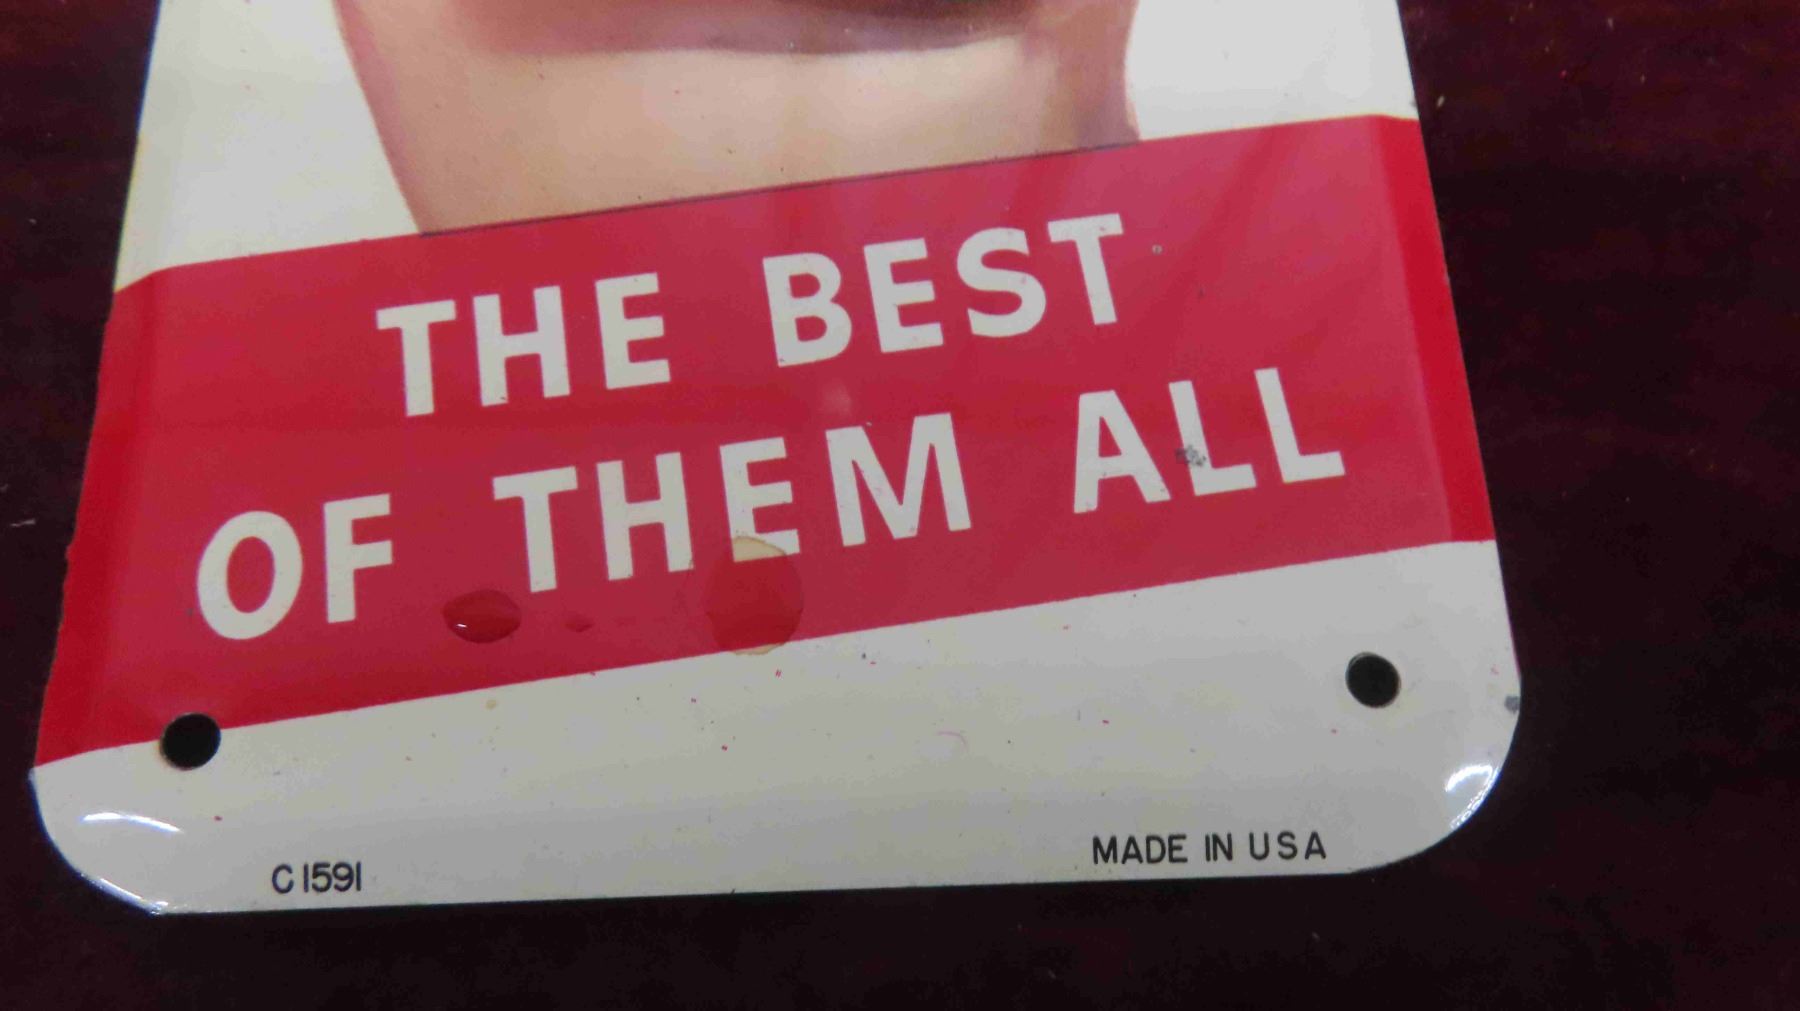 THE BEST
OF THEM ALL
C 1591
MADE IN USA